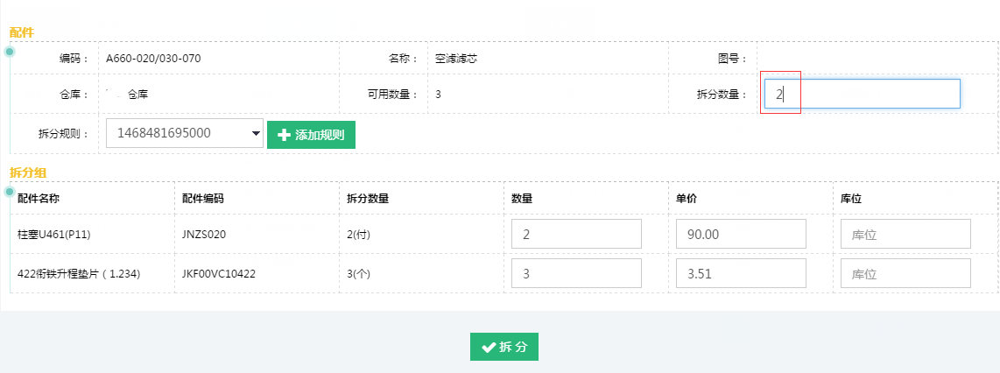 配件
编码： A660-020/030-070 名称： 空滤滤芯 图号：
仓库： 仓库 可用数量： 3 拆分数量： 2
拆分规则： 1468481695000 添加规则
拆分组
配件名称 配件编码 拆分数量 数量 单价 库位
柱塞U461(P11) JNZS020 2(付) 2 90.00 库位
422衔铁升程垫片（1.234) JKF00VC10422 3(个) 3 3.51 库位
拆 分